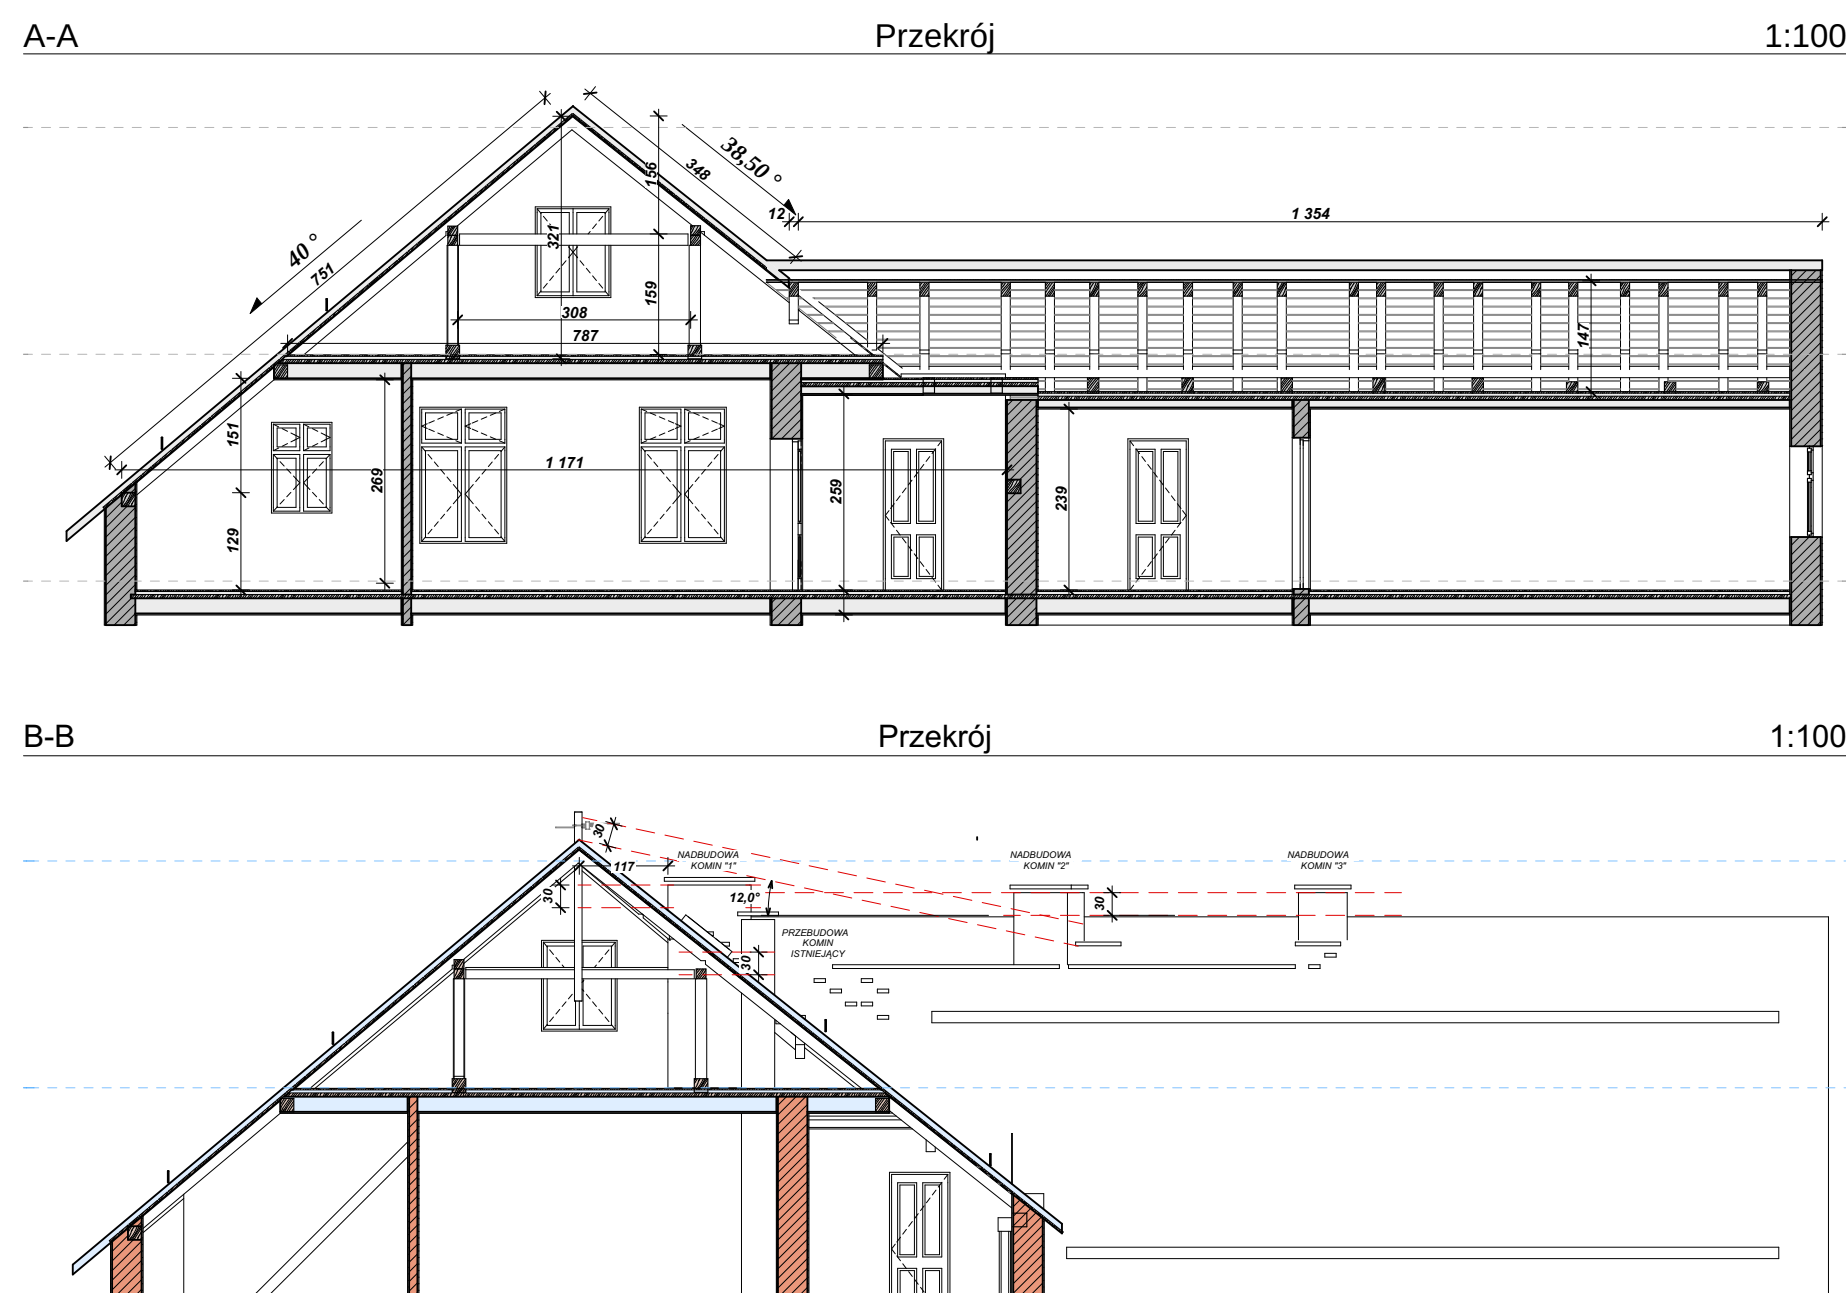 A-A Przekrój 1:100
38,50 °
348
156
12
1 354
40 °
751
321
159
308
787
147
151
269
1 171
259
239
129
B-B Przekrój 1:100
30
117
NADBUDOWA
KOMIN "1"
NADBUDOWA
KOMIN "2"
NADBUDOWA
KOMIN "3"
30
12,0°
30
PRZEBUDOWA
KOMIN
ISTNIEJĄCY
30